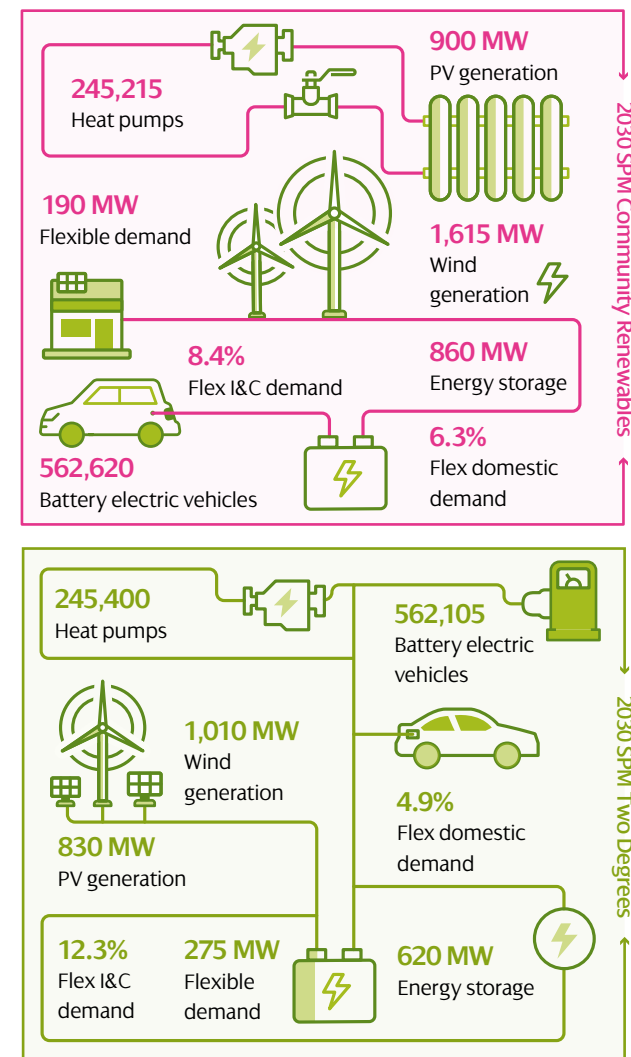 245,215
Heat pumps
900 MW
PV generation
190 MW
Flexible demand
1,615 MW
Wind
generation
8.4%
Flex I&C demand
860 MW
Energy storage
562,620
Battery electric vehicles
6.3%
Flex domestic
demand
2030 SPM Community Renewables
245,400
Heat pumps
562,105
Battery electric
vehicles
1,010 MW
Wind
generation
830 MW
PV generation
4.9%
Flex domestic
demand
12.3%
Flex I&C
demand
275 MW
Flexible
demand
620 MW
Energy storage
2030 SPM Two Degrees